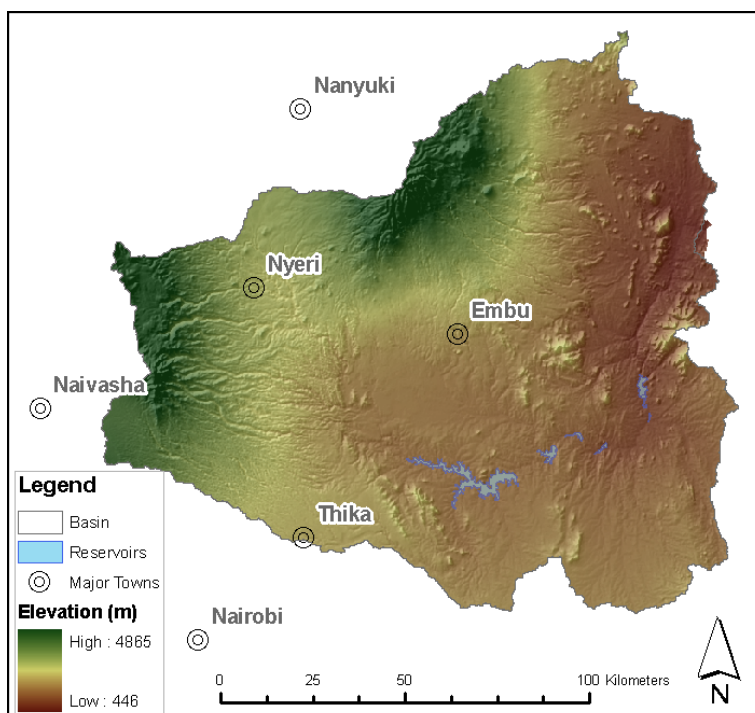 Nanyuki
Nyeri
Embu
Naivasha
Thika
Nairobi
Legend
Basin
Reservoirs
Major Towns
Elevation (m)
High : 4865
Low : 446
0 25 50 100 Kilometers
N